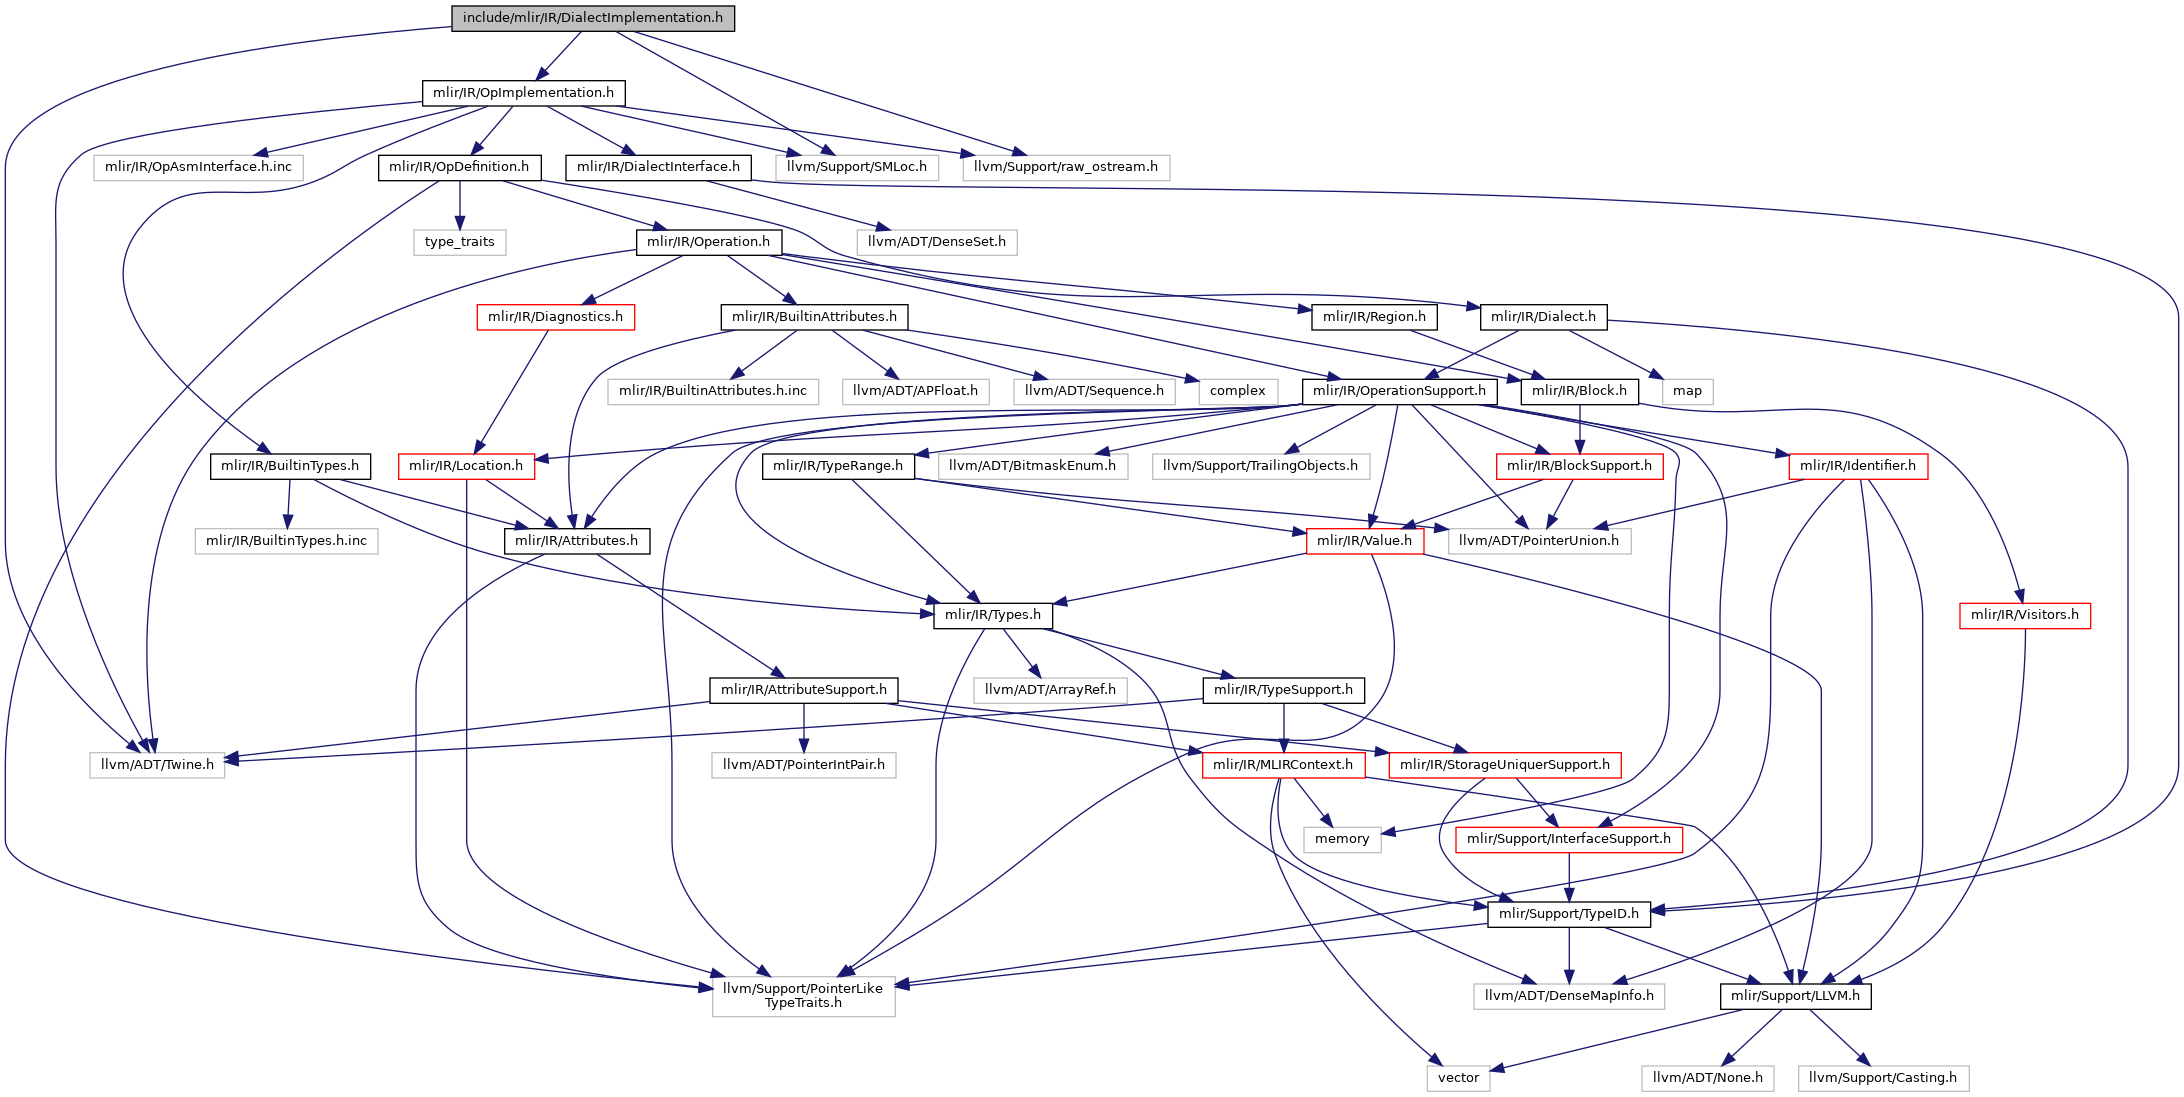 include/mlir/IR/DialectImplementation.h
mlir/IR/OpImplementation.h
mlir/IR/OpAsmInterface.h.inc
mlir/IR/OpDefinition.h
mlir/IR/DialectInterface.h
llvm/Support/SMLoc.h
llvm/Support/raw_ostream.h
type_traits
mlir/IR/Operation.h
llvm/ADT/DenseSet.h
mlir/IR/Diagnostics.h
mlir/IR/BuiltinAttributes.h
mlir/IR/Region.h
mlir/IR/Dialect.h
mlir/IR/BuiltinAttributes.h.inc
llvm/ADT/APFloat.h
llvm/ADT/Sequence.h
complex
mlir/IR/OperationSupport.h
mlir/IR/Block.h
map
mlir/IR/BuiltinTypes.h
mlir/IR/Location.h
mlir/IR/TypeRange.h
llvm/ADT/BitmaskEnum.h
llvm/Support/TrailingObjects.h
mlir/IR/BlockSupport.h
mlir/IR/Identifier.h
mlir/IR/BuiltinTypes.h.inc
mlir/IR/Attributes.h
mlir/IR/Value.h
llvm/ADT/PointerUnion.h
mlir/IR/Types.h
mlir/IR/Visitors.h
mlir/IR/AttributeSupport.h
llvm/ADT/ArrayRef.h
mlir/IR/TypeSupport.h
llvm/ADT/Twine.h
llvm/ADT/PointerIntPair.h
mlir/IR/MLIRContext.h
mlir/IR/StorageUniquerSupport.h
memory
mlir/Support/InterfaceSupport.h
mlir/Support/TypeID.h
llvm/Support/PointerLike
TypeTraits.h
llvm/ADT/DenseMapInfo.h
mlir/Support/LLVM.h
vector
llvm/ADT/None.h
llvm/Support/Casting.h